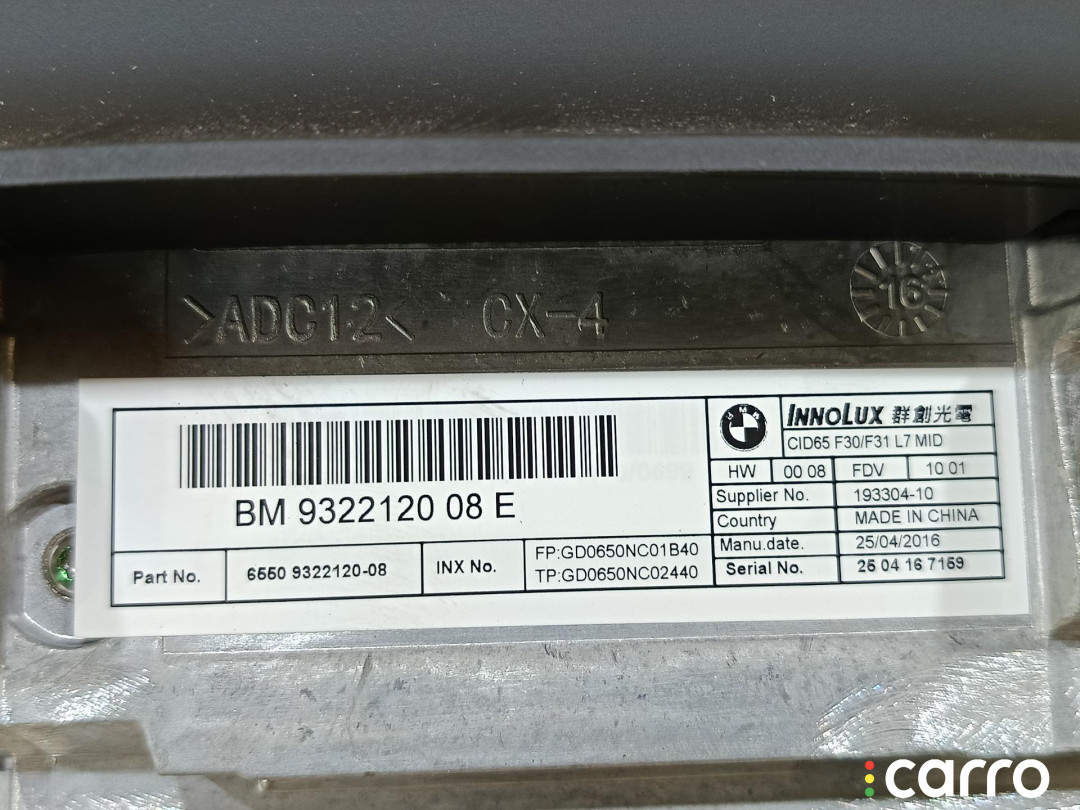 >ADC12< CX-4
16
BM 9322120 08 E
Part No. 6550 9322120-08 INX No. FP:GD0650NC01B40
TP:GD0650NC02440
BMW INNOLUX 群創光電
CID65 F30/F31 L7 MID
HW 00 08 FDV 10 01
Supplier No. 193304-10
Country MADE IN CHINA
Manu.date. 25/04/2016
Serial No. 25 04 16 7159
carro